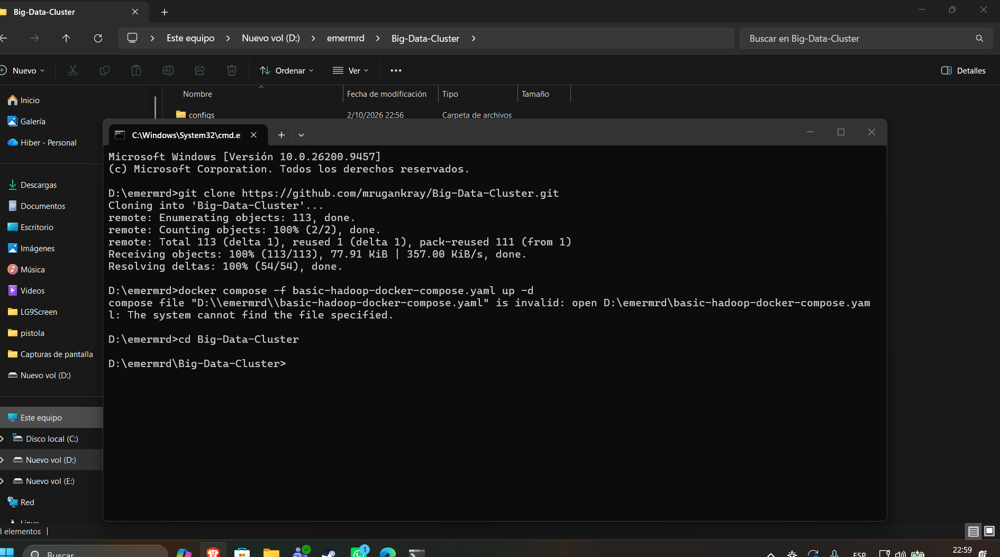 Big-Data-Cluster
Este equipo
Nuevo vol (D:)
emermrd
Big-Data-Cluster
Buscar en Big-Data-Cluster
Nuevo
Ordenar
Ver
Detalles
Nombre
Fecha de modificación
Tipo
Tamaño
configs
2/10/2026 22:56
Carpeta de archivos
Inicio
Galería
Hiber - Personal
Descargas
Documentos
Escritorio
Imágenes
Música
Videos
LG9Screen
pistola
Capturas de pantalla
Nuevo vol (D:)
Este equipo
Disco local (C:)
Nuevo vol (D:)
Nuevo vol (E:)
Red
Linux
C:\Windows\System32\cmd.e
Microsoft Windows [Versión 10.0.26200.9457]
(c) Microsoft Corporation. Todos los derechos reservados.
D:\emermrd>git clone https://github.com/mrugankray/Big-Data-Cluster.git
Cloning into 'Big-Data-Cluster'...
remote: Enumerating objects: 113, done.
remote: Counting objects: 100% (2/2), done.
remote: Total 113 (delta 1), reused 1 (delta 1), pack-reused 111 (from 1)
Receiving objects: 100% (113/113), 77.91 KiB | 357.00 KiB/s, done.
Resolving deltas: 100% (54/54), done.
D:\emermrd>docker compose -f basic-hadoop-docker-compose.yaml up -d
compose file "D:\\emermrd\\basic-hadoop-docker-compose.yaml" is invalid: open D:\emermrd\basic-hadoop-docker-compose.yam
l: The system cannot find the file specified.
D:\emermrd>cd Big-Data-Cluster
D:\emermrd\Big-Data-Cluster>
elementos
Buscar
1
ESP
22:59